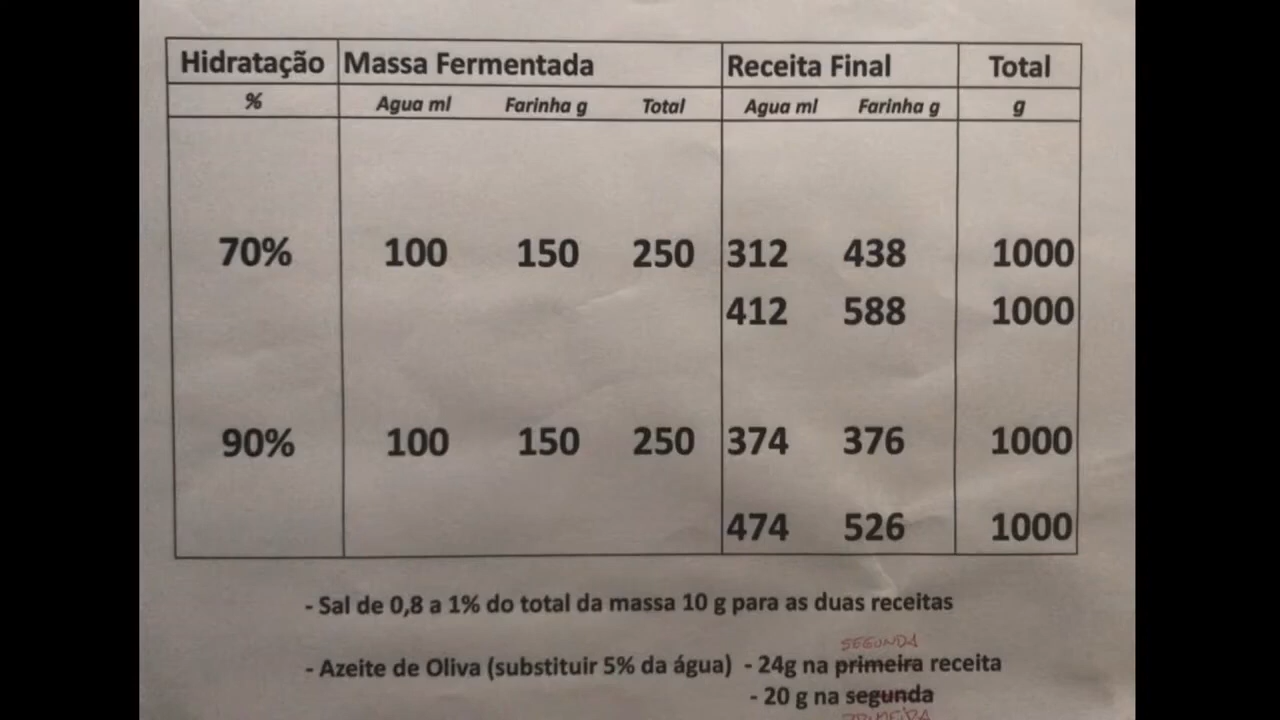 Hidratação Massa Fermentada Receita Final Total
% Agua ml Farinha g Total Agua ml Farinha g g
70% 100 150 250 312 438 1000
412 588 1000
90% 100 150 250 374 376 1000
474 526 1000
- Sal de 0,8 a 1% do total da massa 10 g para as duas receitas
SEGUNDA
- Azeite de Oliva (substituir 5% da água) - 24g na primeira receita
- 20 g na segunda
PRIMEIRA